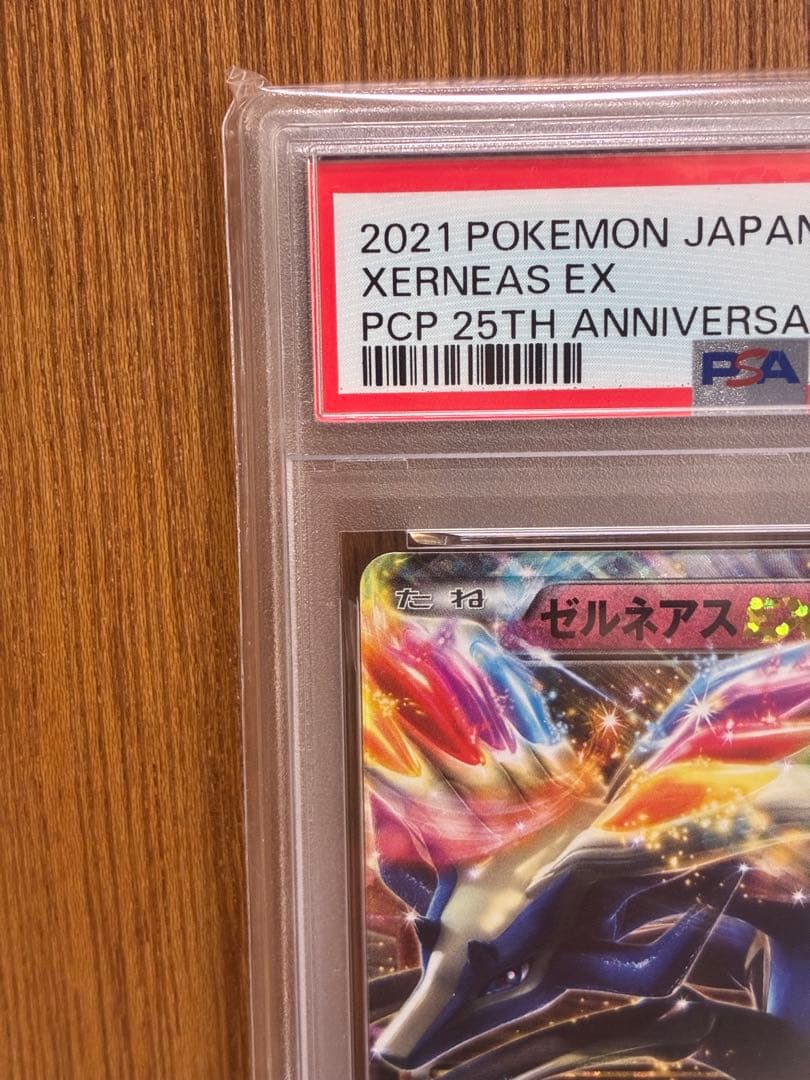 2021 POKEMON JAPAN
XERNEAS EX
PCP 25TH ANNIVERSA
PSA
たね
ゼルネアス